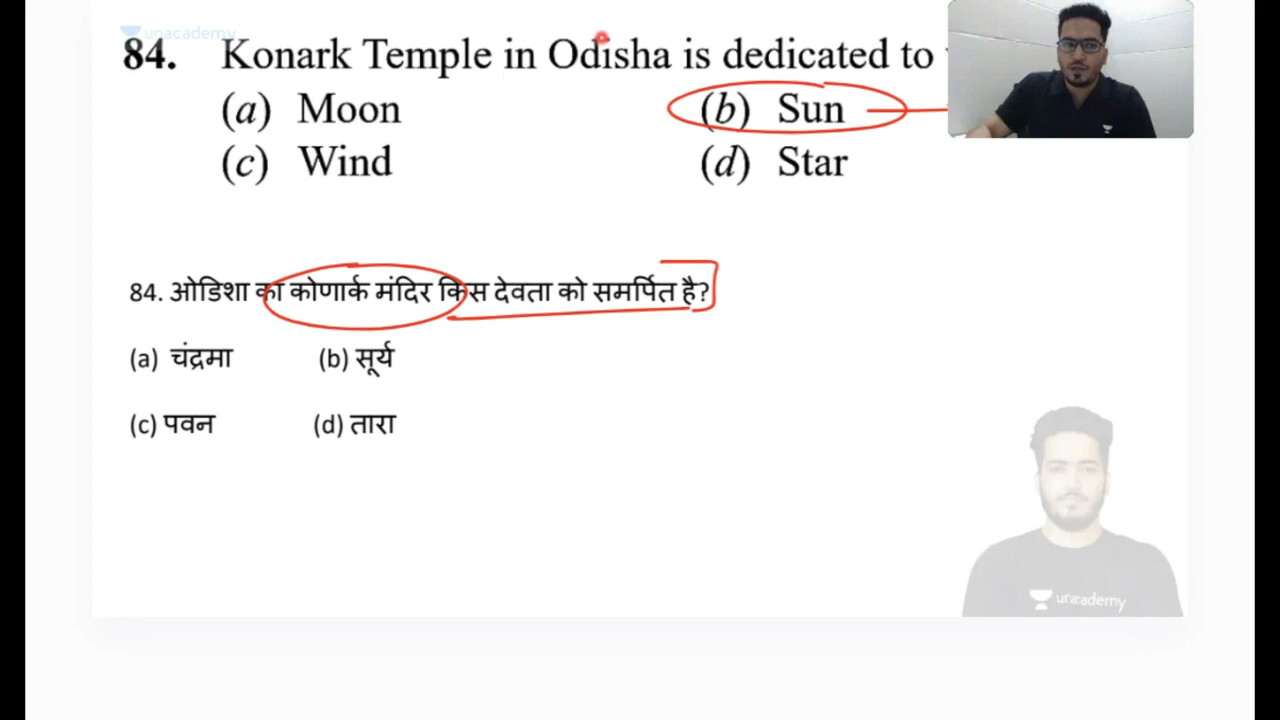 unacademy
84. Konark Temple in Odisha is dedicated to
(a) Moon (b) Sun
(c) Wind (d) Star
84. ओडिशा का कोणार्क मंदिर किस देवता को समर्पित है?
(a) चंद्रमा (b) सूर्य
(c) पवन (d) तारा
unacademy